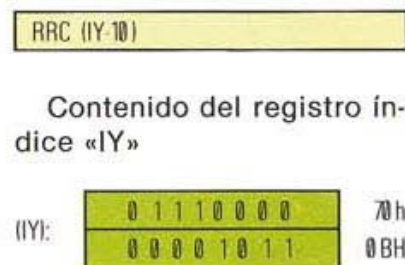 RRC (IY-10)
Contenido del registro ín-
dice «IY»
(IY):
0 1 1 1 0 0 0 0 70h
0 0 0 0 1 0 1 1 0BH